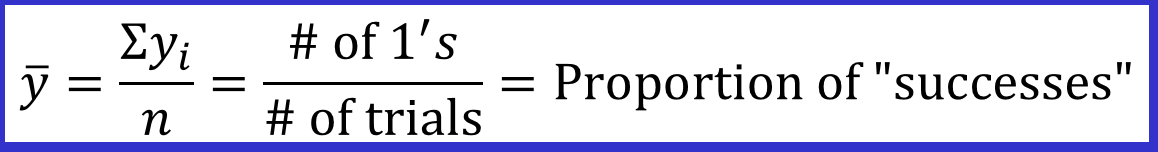 ȳ = Σyᵢ / n = # of 1′s / # of trials = Proportion of "successes"